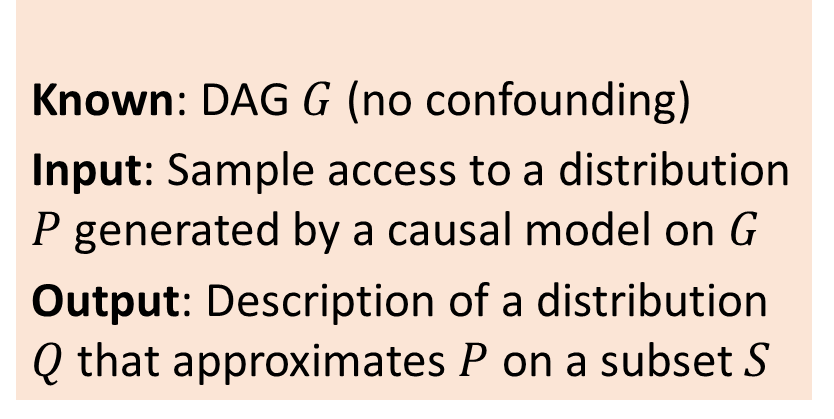 Known: DAG G (no confounding)
Input: Sample access to a distribution
P generated by a causal model on G
Output: Description of a distribution
Q that approximates P on a subset S